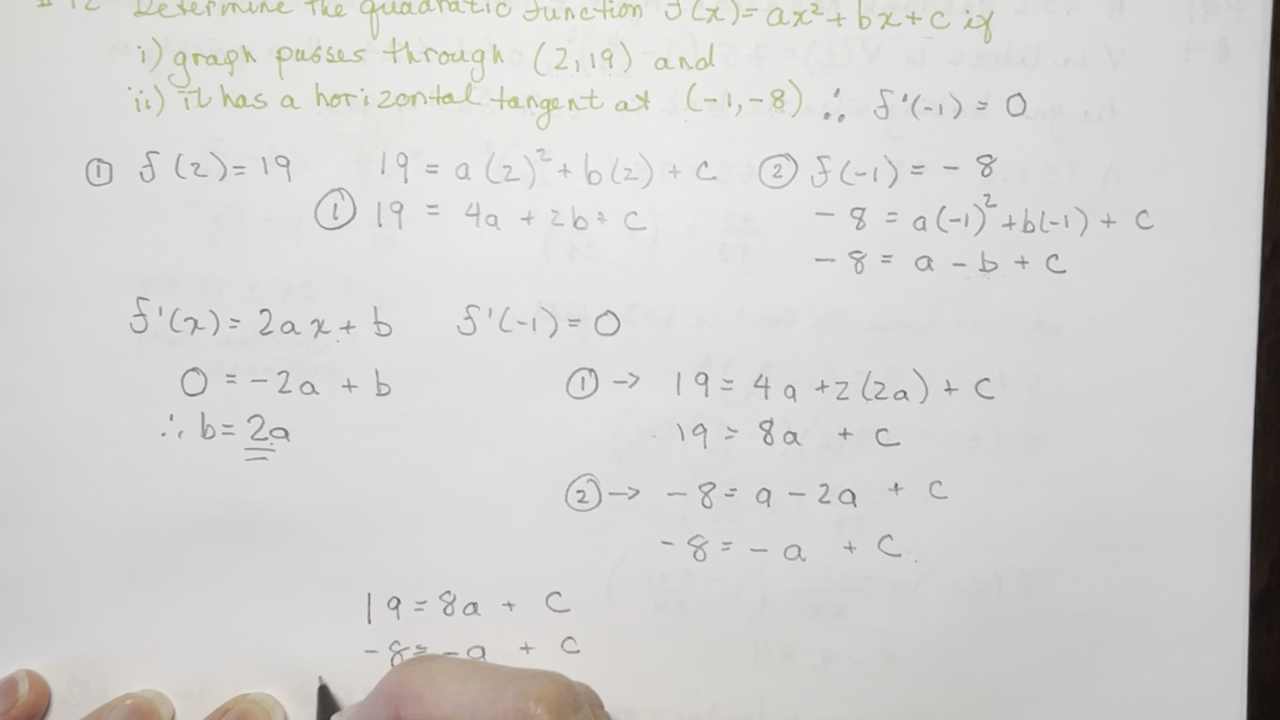 Determine the quadratic function f(x) = ax² + bx + c if
i) graph passes through (2, 19) and
ii) it has a horizontal tangent at (-1, -8) ∴ f'(-1) = 0
① f(2) = 19 19 = a(2)² + b(2) + c ② f(-1) = -8
① 19 = 4a + 2b + c -8 = a(-1)² + b(-1) + c
-8 = a - b + c
f'(x) = 2ax + b f'(-1) = 0
0 = -2a + b ① → 19 = 4a + 2(2a) + c
∴ b = 2a 19 = 8a + c
② → -8 = a - 2a + c
-8 = -a + c
19 = 8a + c
-8 = -a + c